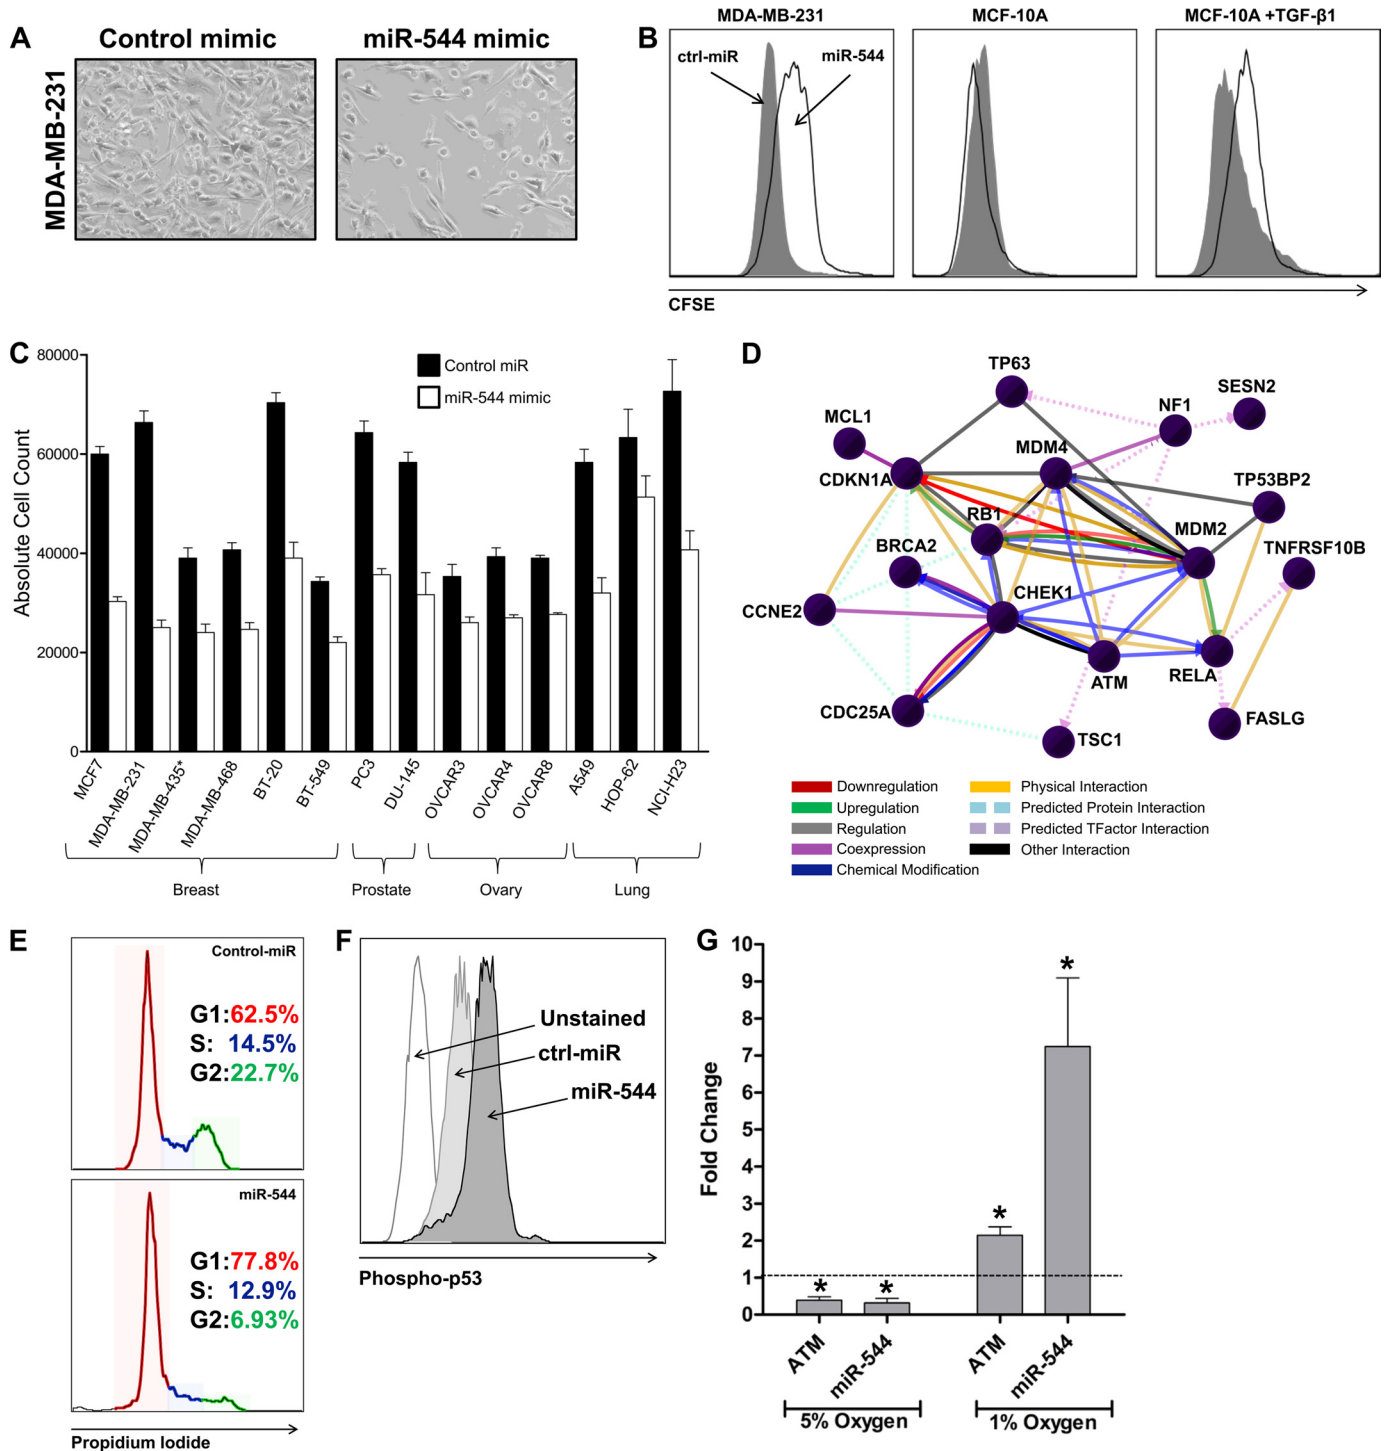 A
Control mimic
miR-544 mimic
MDA-MB-231
B
MDA-MB-231
MCF-10A
MCF-10A +TGF-β1
ctrl-miR
miR-544
CFSE
C
80000
60000
40000
20000
0
Absolute Cell Count
Control miR
miR-544 mimic
MCF7
MDA-MB-231
MDA-MB-435*
MDA-MB-468
BT-20
BT-549
PC3
DU-145
OVCAR3
OVCAR4
OVCAR8
A549
HOP-62
NCI-H23
Breast
Prostate
Ovary
Lung
D
TP63
SESN2
NF1
MCL1
MDM4
CDKN1A
TP53BP2
RB1
MDM2
BRCA2
TNFRSF10B
CHEK1
CCNE2
ATM
RELA
CDC25A
FASLG
TSC1
Downregulation
Upregulation
Regulation
Coexpression
Chemical Modification
Physical Interaction
Predicted Protein Interaction
Predicted TFactor Interaction
Other Interaction
E
Control-miR
G1:62.5%
S: 14.5%
G2:22.7%
miR-544
G1:77.8%
S: 12.9%
G2:6.93%
Propidium Iodide
F
Unstained
ctrl-miR
miR-544
Phospho-p53
G
10
9
8
7
6
5
4
3
2
1
0
Fold Change
*
*
*
*
ATM
miR-544
ATM
miR-544
5% Oxygen
1% Oxygen